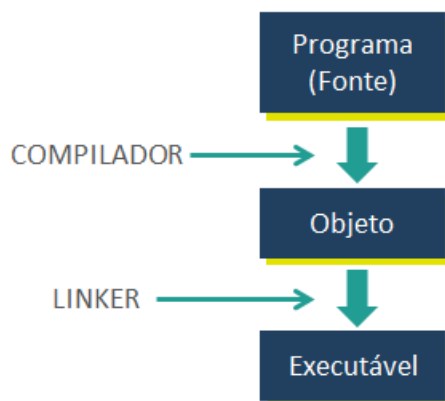 Programa
(Fonte)
COMPILADOR
Objeto
LINKER
Executável